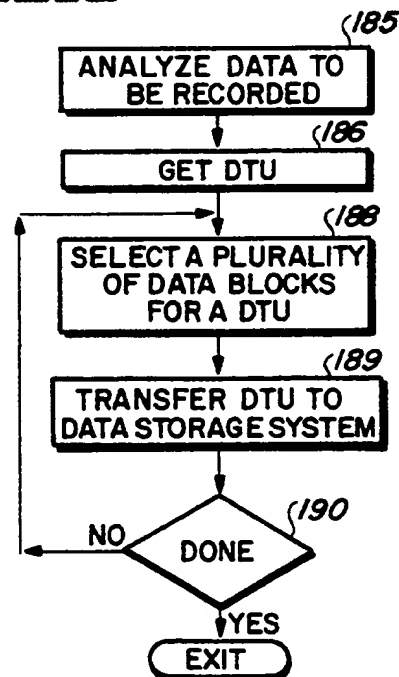 185
ANALYZE DATA TO
BE RECORDED
186
GET DTU
188
SELECT A PLURALITY
OF DATA BLOCKS
FOR A DTU
189
TRANSFER DTU TO
DATA STORAGE SYSTEM
190
NO
DONE
YES
EXIT